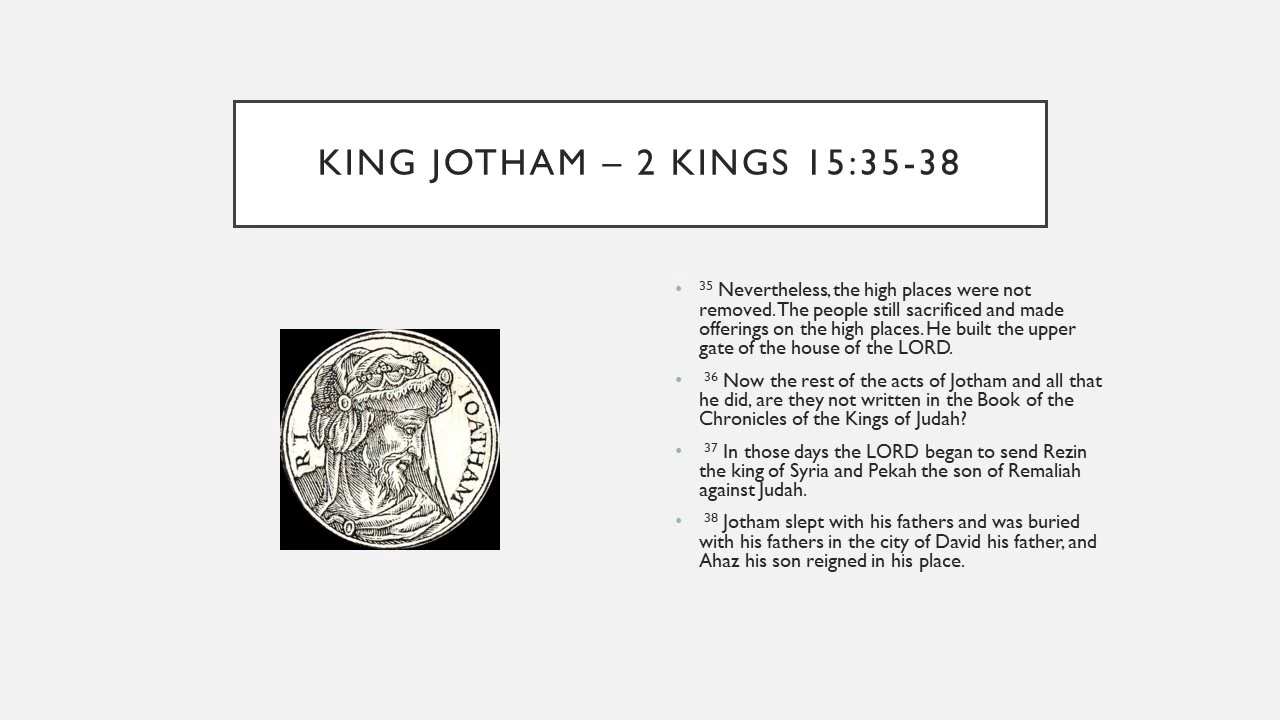 KING JOTHAM – 2 KINGS 15:35-38
RI
IOATHAM
• 35 Nevertheless, the high places were not
removed. The people still sacrificed and made
offerings on the high places. He built the upper
gate of the house of the LORD.
• 36 Now the rest of the acts of Jotham and all that
he did, are they not written in the Book of the
Chronicles of the Kings of Judah?
• 37 In those days the LORD began to send Rezin
the king of Syria and Pekah the son of Remaliah
against Judah.
• 38 Jotham slept with his fathers and was buried
with his fathers in the city of David his father, and
Ahaz his son reigned in his place.